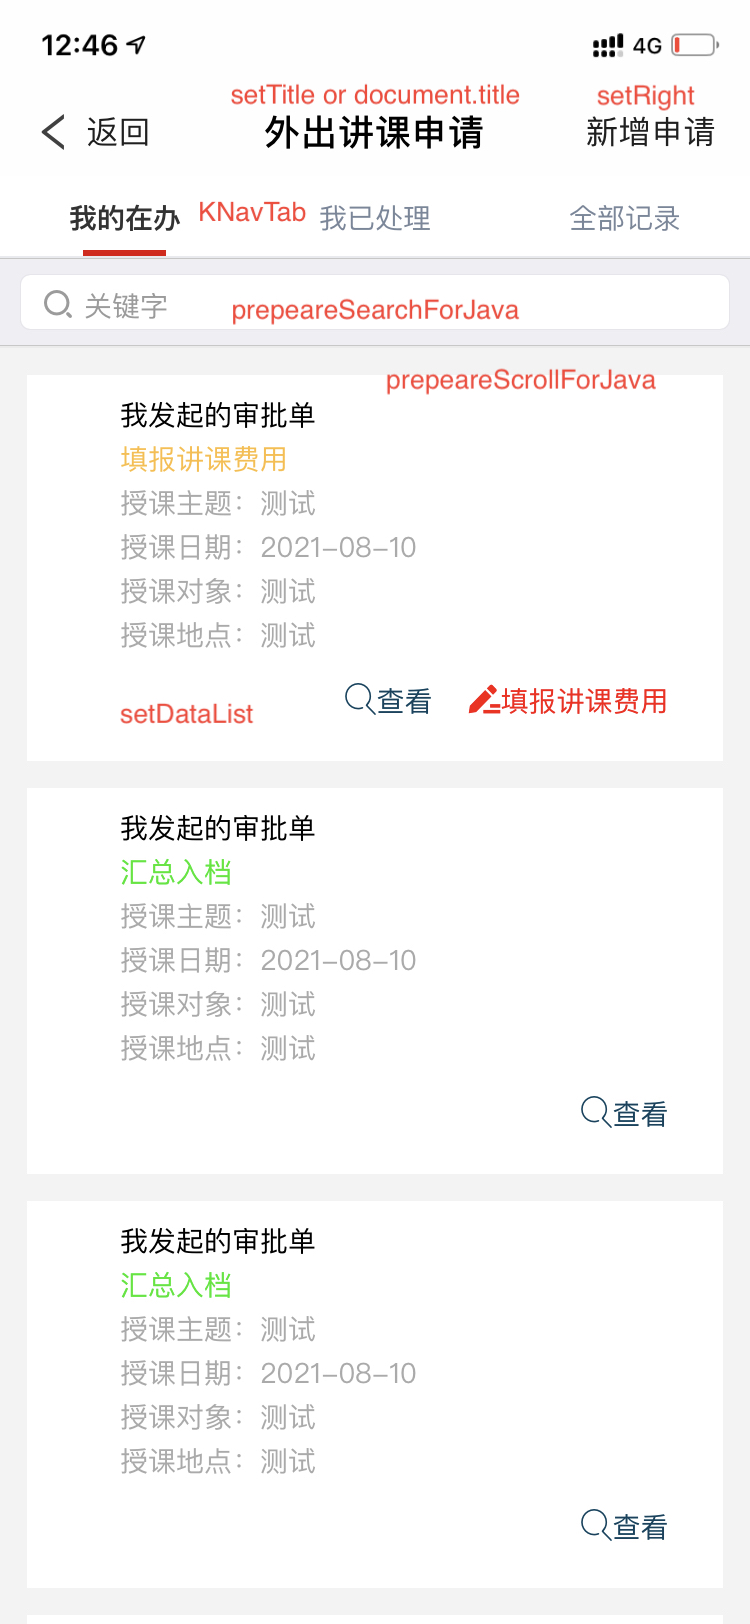 12:46
4G
setTitle or document.title
setRight
返回
外出讲课申请
新增申请
我的在办
KNavTab
我已处理
全部记录
关键字
prepeareSearchForJava
prepeareScrollForJava
我发起的审批单
填报讲课费用
授课主题：测试
授课日期：2021-08-10
授课对象：测试
授课地点：测试
setDataList
查看
填报讲课费用
我发起的审批单
汇总入档
授课主题：测试
授课日期：2021-08-10
授课对象：测试
授课地点：测试
查看
我发起的审批单
汇总入档
授课主题：测试
授课日期：2021-08-10
授课对象：测试
授课地点：测试
查看